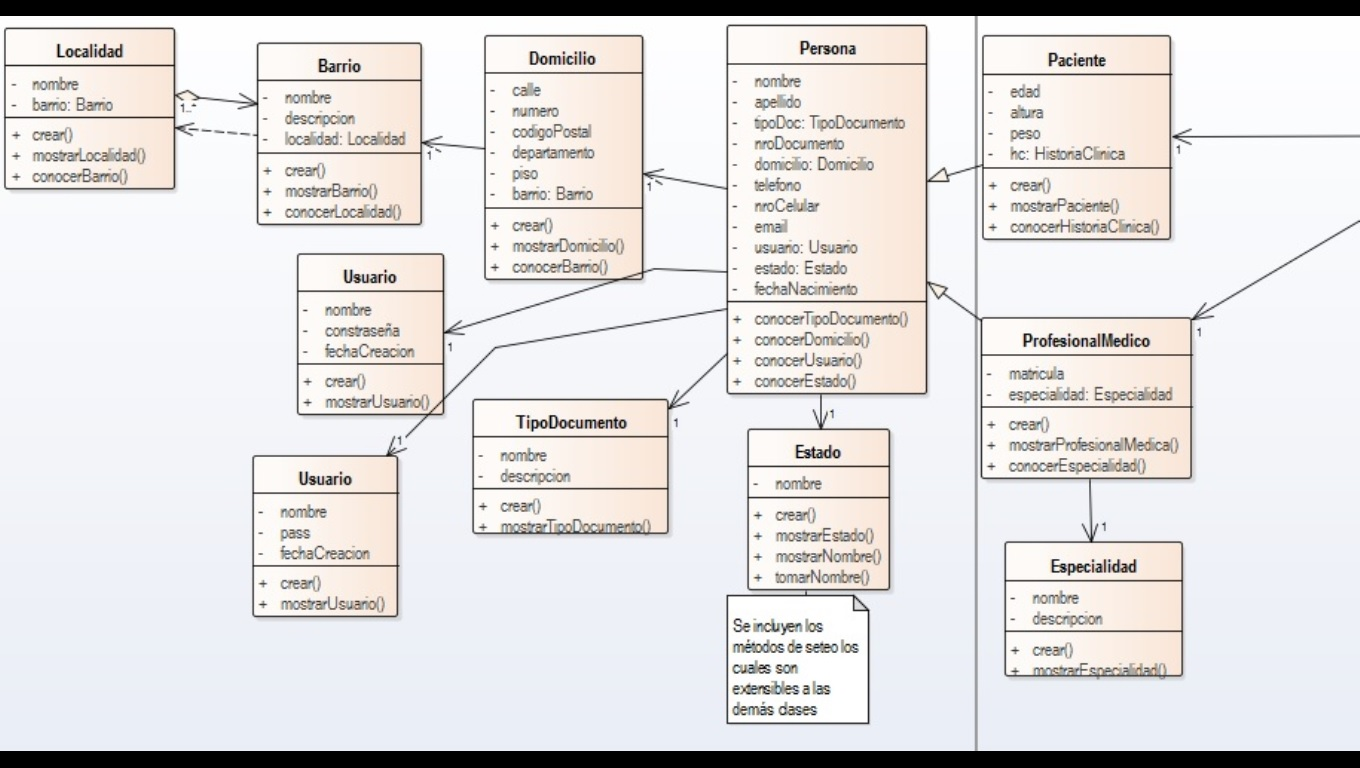 Localidad
- nombre
- barrio: Barrio
+ crear()
+ mostrarLocalidad()
+ conocerBarrio()
1..*
Barrio
- nombre
- descripcion
- localidad: Localidad
+ crear()
+ mostrarBarrio()
+ conocerLocalidad()
1
Domicilio
- calle
- numero
- codigoPostal
- departamento
- piso
- barrio: Barrio
+ crear()
+ mostrarDomicilio()
+ conocerBarrio()
1
Persona
- nombre
- apellido
- tipoDoc: TipoDocumento
- nroDocumento
- domicilio: Domicilio
- telefono
- nroCelular
- email
- usuario: Usuario
- estado: Estado
- fechaNacimiento
+ conocerTipoDocumento()
+ conocerDomicilio()
+ conocerUsuario()
+ conocerEstado()
Paciente
- edad
- altura
- peso
- hc: HistoriaClinica
+ crear()
+ mostrarPaciente()
+ conocerHistoriaClinica()
1
Usuario
- nombre
- constraseña
- fechaCreacion
+ crear()
+ mostrarUsuario()
1
ProfesionalMedico
- matricula
- especialidad: Especialidad
+ crear()
+ mostrarProfesionalMedica()
+ conocerEspecialidad()
1
Usuario
- nombre
- pass
- fechaCreacion
+ crear()
+ mostrarUsuario()
1
TipoDocumento
- nombre
- descripcion
+ crear()
+ mostrarTipoDocumento()
1
Estado
- nombre
+ crear()
+ mostrarEstado()
+ mostrarNombre()
+ tomarNombre()
1
Especialidad
- nombre
- descripcion
+ crear()
+ mostrarEspecialidad()
1
Se incluyen los
métodos de seteo los
cuales son
extensibles a las
demás clases